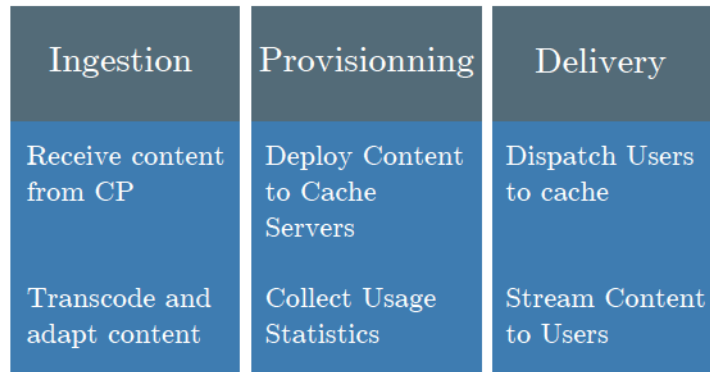 Ingestion
Receive content
from CP
Transcode and
adapt content
Provisionning
Deploy Content
to Cache
Servers
Collect Usage
Statistics
Delivery
Dispatch Users
to cache
Stream Content
to Users